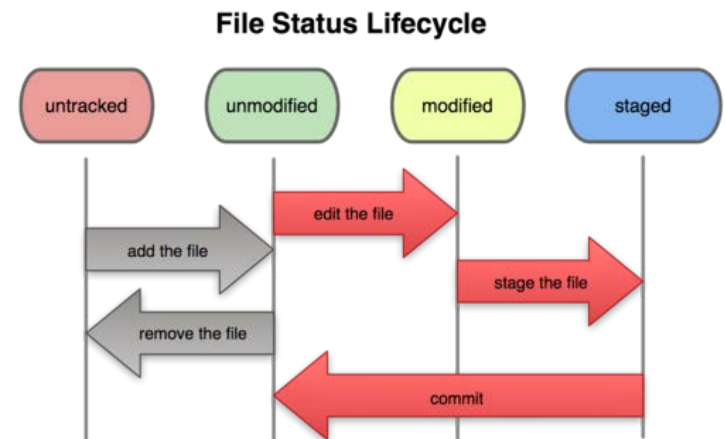 File Status Lifecycle
untracked
unmodified
modified
staged
edit the file
add the file
stage the file
remove the file
commit